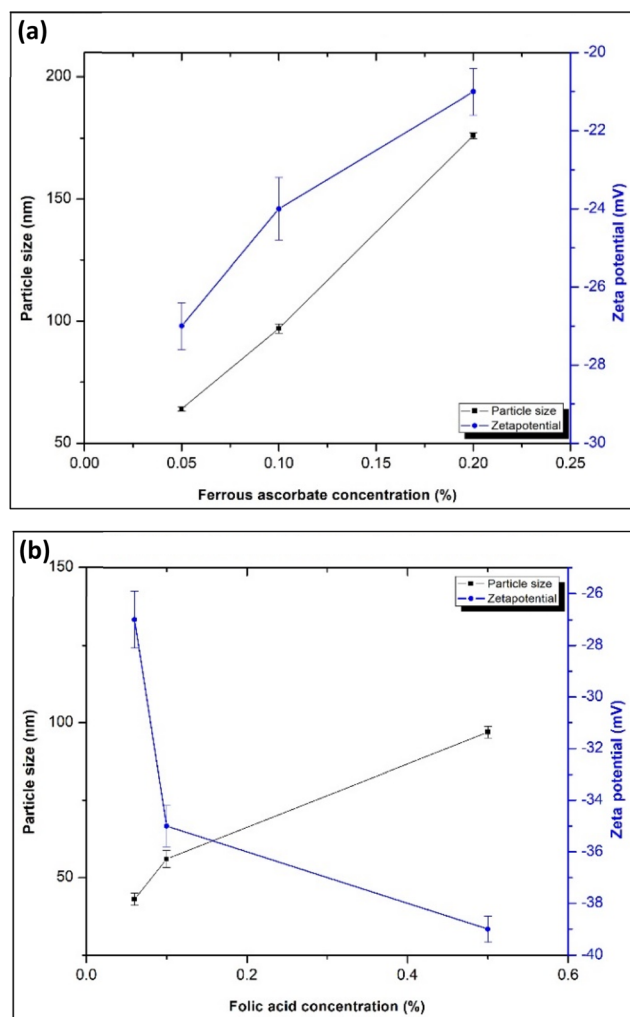 (a)
200
150
100
50
Particle size (nm)
-20
-22
-24
-26
-28
-30
Zeta potential (mV)
Particle size
Zetapotential
0.00 0.05 0.10 0.15 0.20 0.25
Ferrous ascorbate concentration (%)
(b)
150
100
50
Particle size (nm)
Particle size
Zetapotential
-26
-28
-30
-32
-34
-36
-38
-40
Zeta potential (mV)
0.0 0.2 0.4 0.6
Folic acid concentration (%)